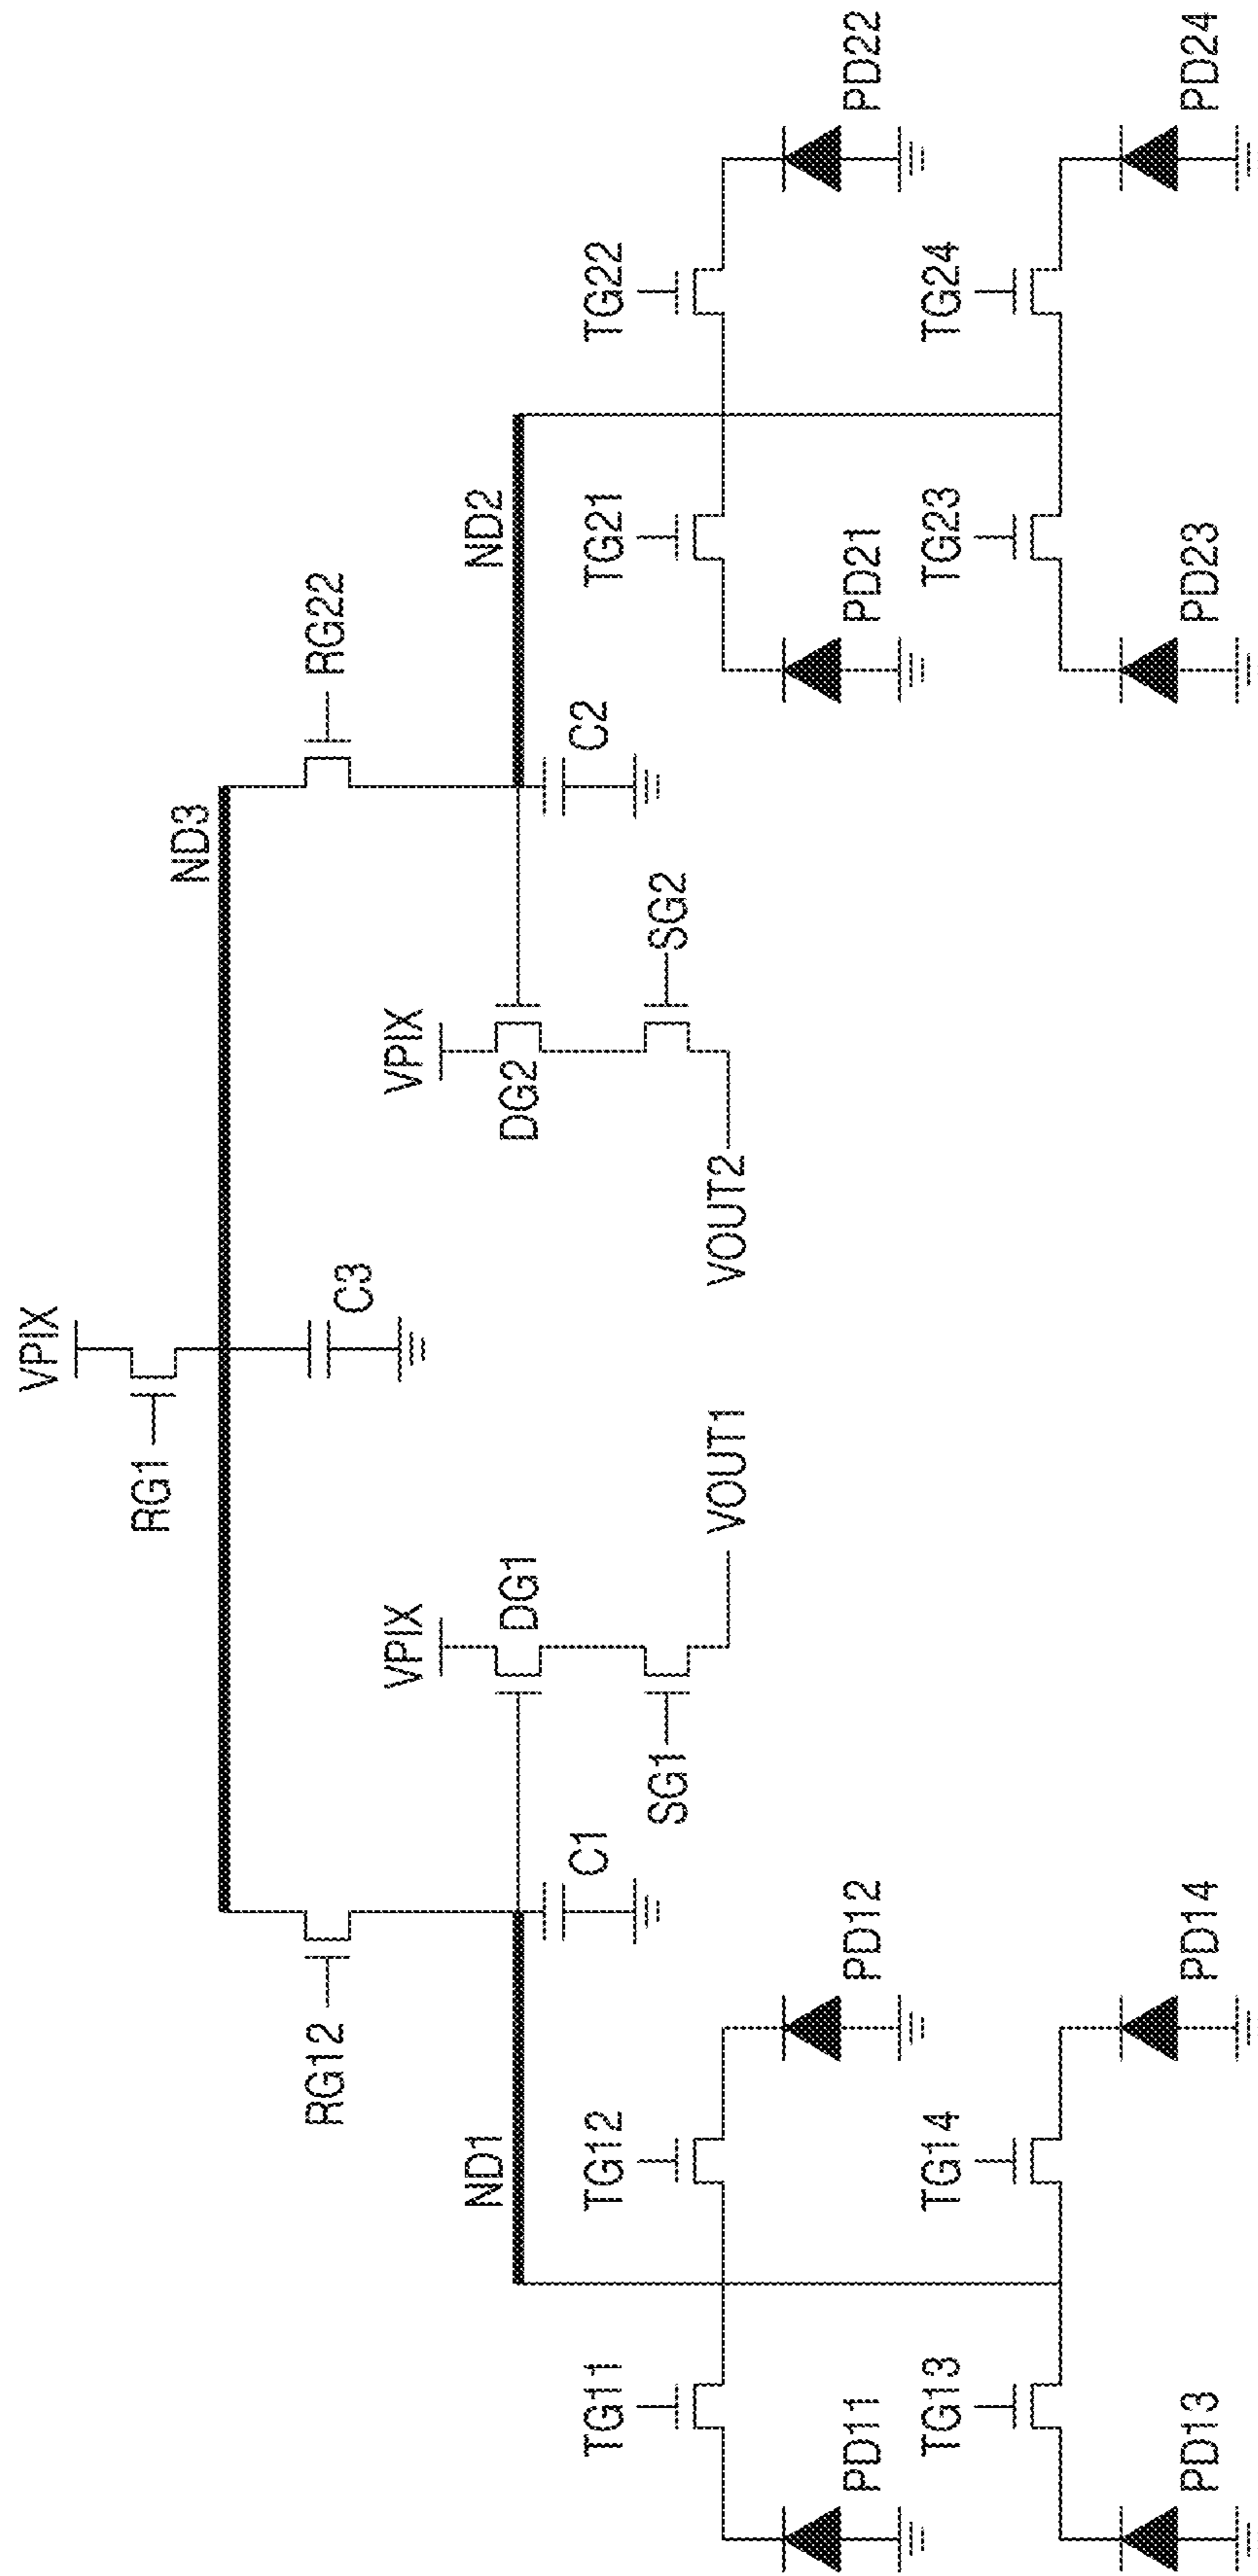 VPIX
RG1
ND3
C3
RG12
RG22
VPIX
VPIX
ND1
DG1
DG2
ND2
C1
C2
TG11
TG12
SG1
SG2
TG21
TG22
VOUT1
VOUT2
PD11
PD12
PD21
PD22
TG13
TG14
TG23
TG24
PD13
PD14
PD23
PD24